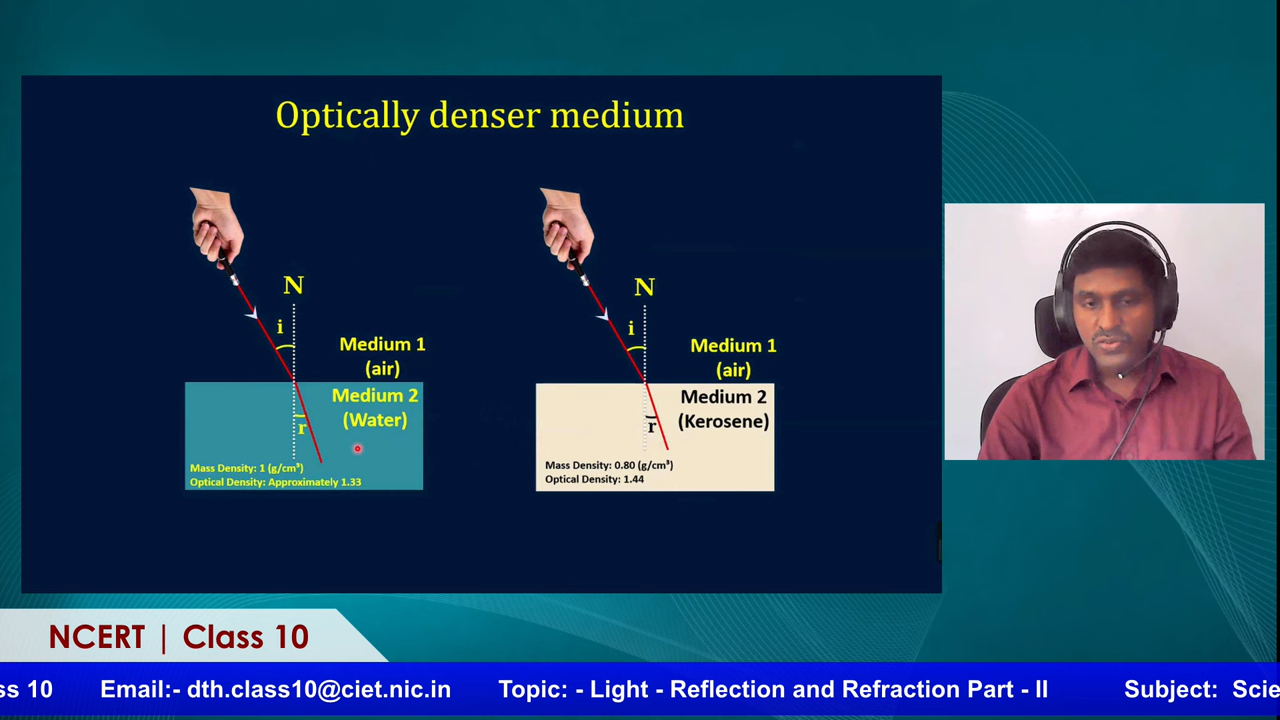 Optically denser medium
N
i
Medium 1
(air)
Medium 2
(Water)
r
Mass Density: 1 (g/cm³)
Optical Density: Approximately 1.33
N
i
Medium 1
(air)
Medium 2
(Kerosene)
r
Mass Density: 0.80 (g/cm³)
Optical Density: 1.44
NCERT | Class 10
ss 10 Email:- dth.class10@ciet.nic.in Topic: - Light - Reflection and Refraction Part - II Subject: Scie